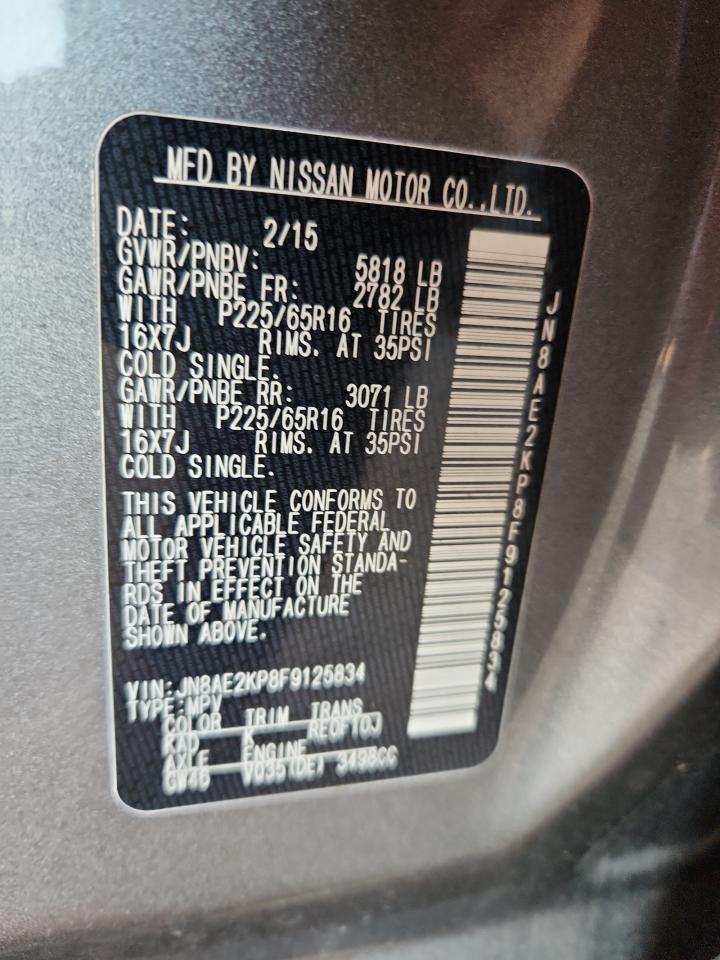 MFD BY NISSAN MOTOR CO.,LTD.
DATE: 2/15
GVWR/PNBV: 5818 LB
GAWR/PNBE FR: 2782 LB
WITH P225/65R16 TIRES
16X7J RIMS. AT 35PSI
COLD SINGLE.
GAWR/PNBE RR: 3071 LB
WITH P225/65R16 TIRES
16X7J RIMS. AT 35PSI
COLD SINGLE.
THIS VEHICLE CONFORMS TO
ALL APPLICABLE FEDERAL
MOTOR VEHICLE SAFETY AND
THEFT PREVENTION STANDA-
RDS IN EFFECT ON THE
DATE OF MANUFACTURE
SHOWN ABOVE.
VIN:JN8AE2KP8F9125834
TYPE:MPV
COLOR TRIM TRANS
KAD K RE0F10J
AXLE ENGINE
GW46 VQ35(DE) 3498CC
JN8AE2KP8F9125834